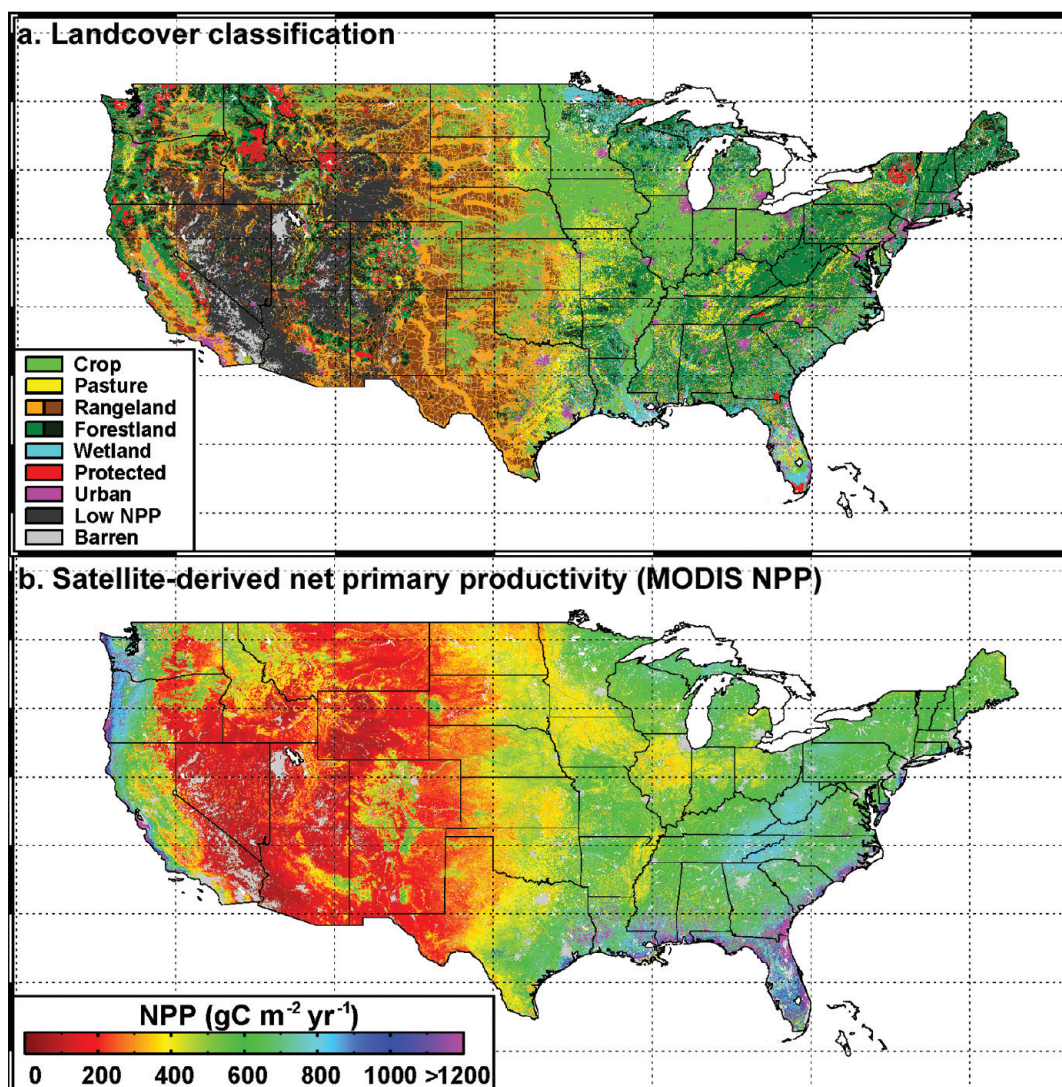 a. Landcover classification
Crop
Pasture
Rangeland
Forestland
Wetland
Protected
Urban
Low NPP
Barren
b. Satellite-derived net primary productivity (MODIS NPP)
NPP (gC m⁻² yr⁻¹)
0 200 400 600 800 1000 >1200